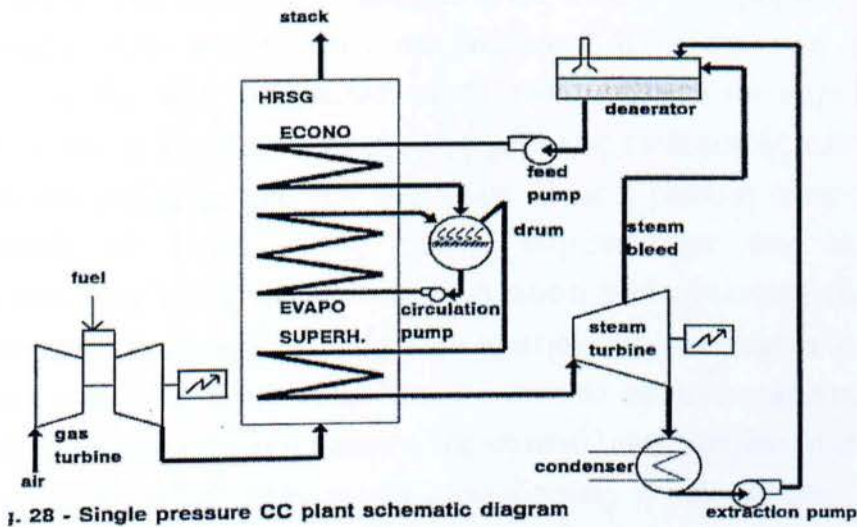 stack
HRSG
ECONO
deaerator
feed
pump
drum
steam
bleed
fuel
EVAPO
circulation
pump
SUPERH.
steam
turbine
gas
turbine
air
condenser
extraction pump
28 - Single pressure CC plant schematic diagram